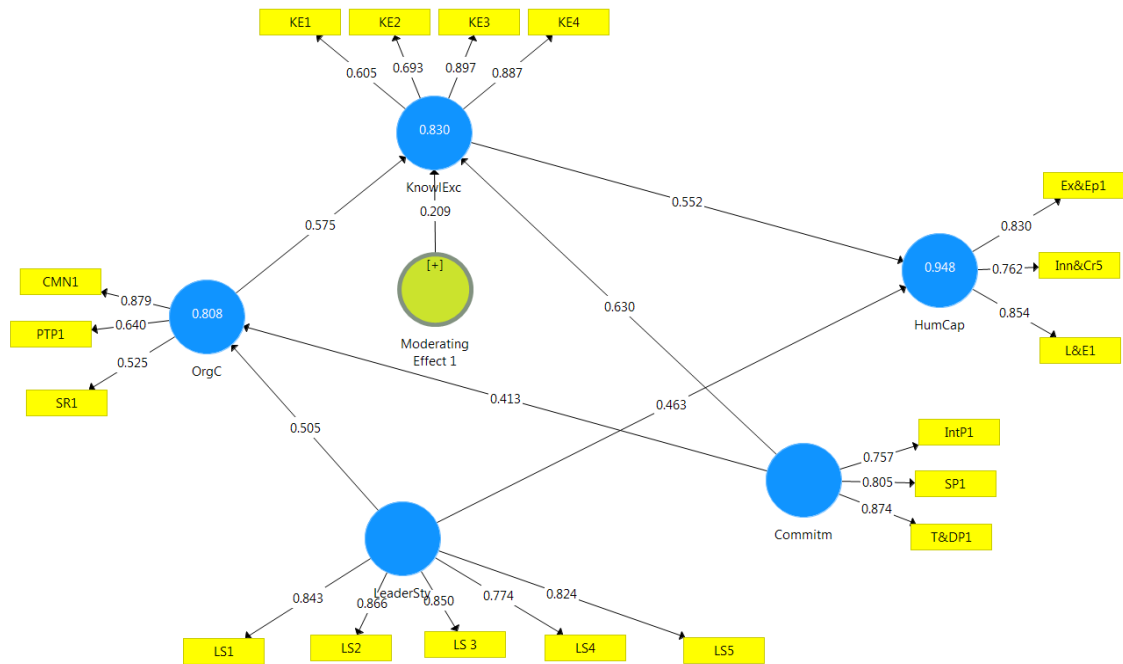 KE1 KE2 KE3 KE4
0.605 0.693 0.897 0.887
0.830
KnowlExc
0.209
[+]
Moderating
Effect 1
0.575
0.552
0.630
Ex&Ep1
0.830
Inn&Cr5
0.762
0.854
L&E1
0.948
HumCap
CMN1
0.879
PTP1
0.640
0.525
SR1
0.808
OrgC
0.413
0.463
0.505
IntP1
0.757
SP1
0.805
0.874
T&DP1
Commitm
LeaderSty
0.843 0.866 0.850 0.774 0.824
LS1 LS2 LS 3 LS4 LS5